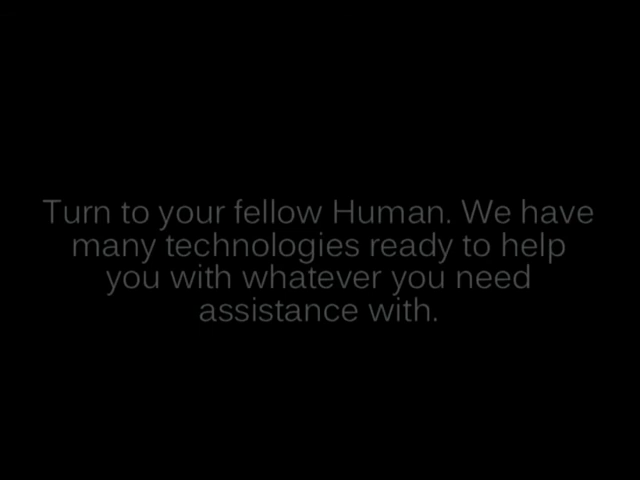 Turn to your fellow Human. We have
many technologies ready to help
you with whatever you need
assistance with.